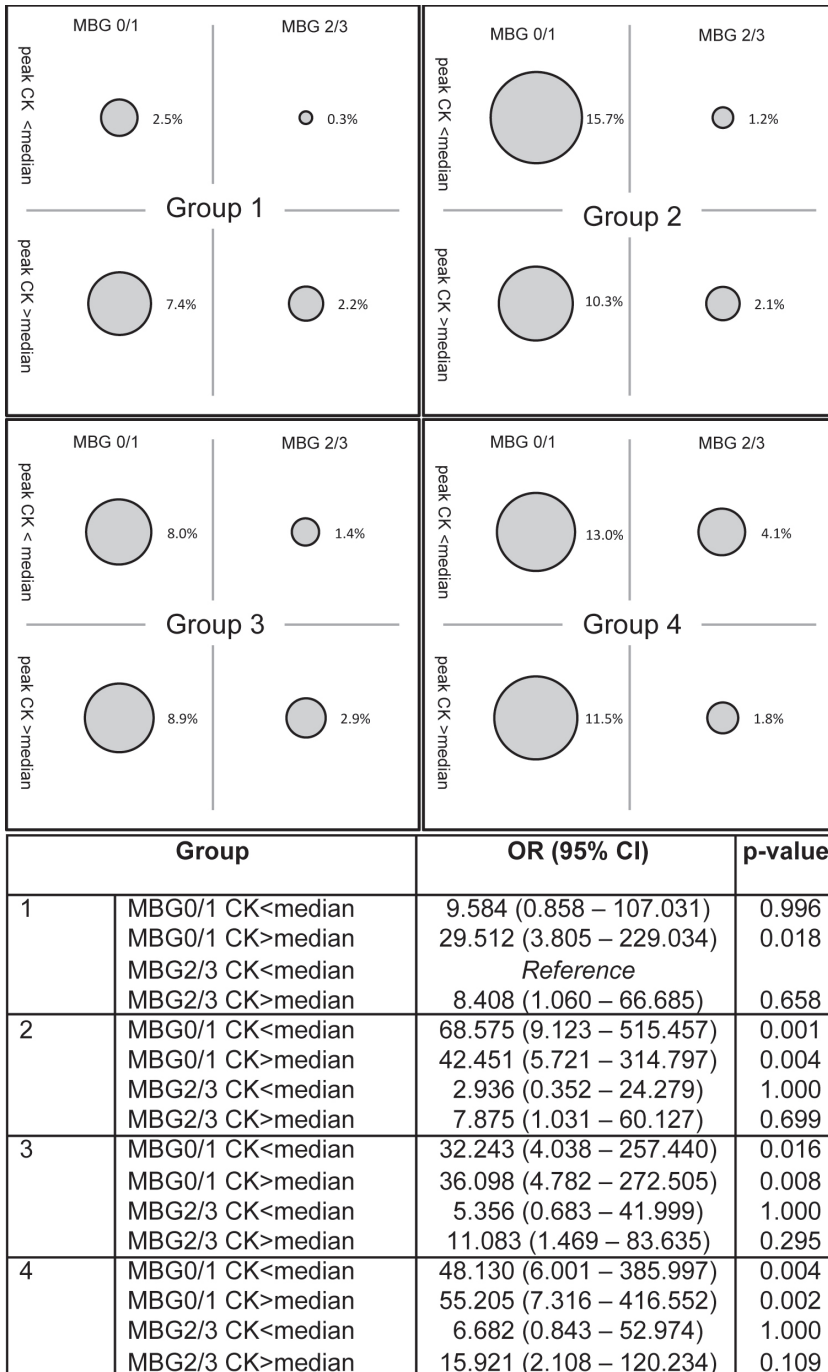 MBG 0/1 MBG 2/3
peak CK <median
2.5% 0.3%
Group 1
peak CK >median
7.4% 2.2%
MBG 0/1 MBG 2/3
peak CK <median
15.7% 1.2%
Group 2
peak CK >median
10.3% 2.1%
MBG 0/1 MBG 2/3
peak CK < median
8.0% 1.4%
Group 3
peak CK >median
8.9% 2.9%
MBG 0/1 MBG 2/3
peak CK <median
13.0% 4.1%
Group 4
peak CK >median
11.5% 1.8%
Group OR (95% CI) p-value
1 MBG0/1 CK<median 9.584 (0.858 – 107.031) 0.996
MBG0/1 CK>median 29.512 (3.805 – 229.034) 0.018
MBG2/3 CK<median Reference
MBG2/3 CK>median 8.408 (1.060 – 66.685) 0.658
2 MBG0/1 CK<median 68.575 (9.123 – 515.457) 0.001
MBG0/1 CK>median 42.451 (5.721 – 314.797) 0.004
MBG2/3 CK<median 2.936 (0.352 – 24.279) 1.000
MBG2/3 CK>median 7.875 (1.031 – 60.127) 0.699
3 MBG0/1 CK<median 32.243 (4.038 – 257.440) 0.016
MBG0/1 CK>median 36.098 (4.782 – 272.505) 0.008
MBG2/3 CK<median 5.356 (0.683 – 41.999) 1.000
MBG2/3 CK>median 11.083 (1.469 – 83.635) 0.295
4 MBG0/1 CK<median 48.130 (6.001 – 385.997) 0.004
MBG0/1 CK>median 55.205 (7.316 – 416.552) 0.002
MBG2/3 CK<median 6.682 (0.843 – 52.974) 1.000
MBG2/3 CK>median 15.921 (2.108 – 120.234) 0.109